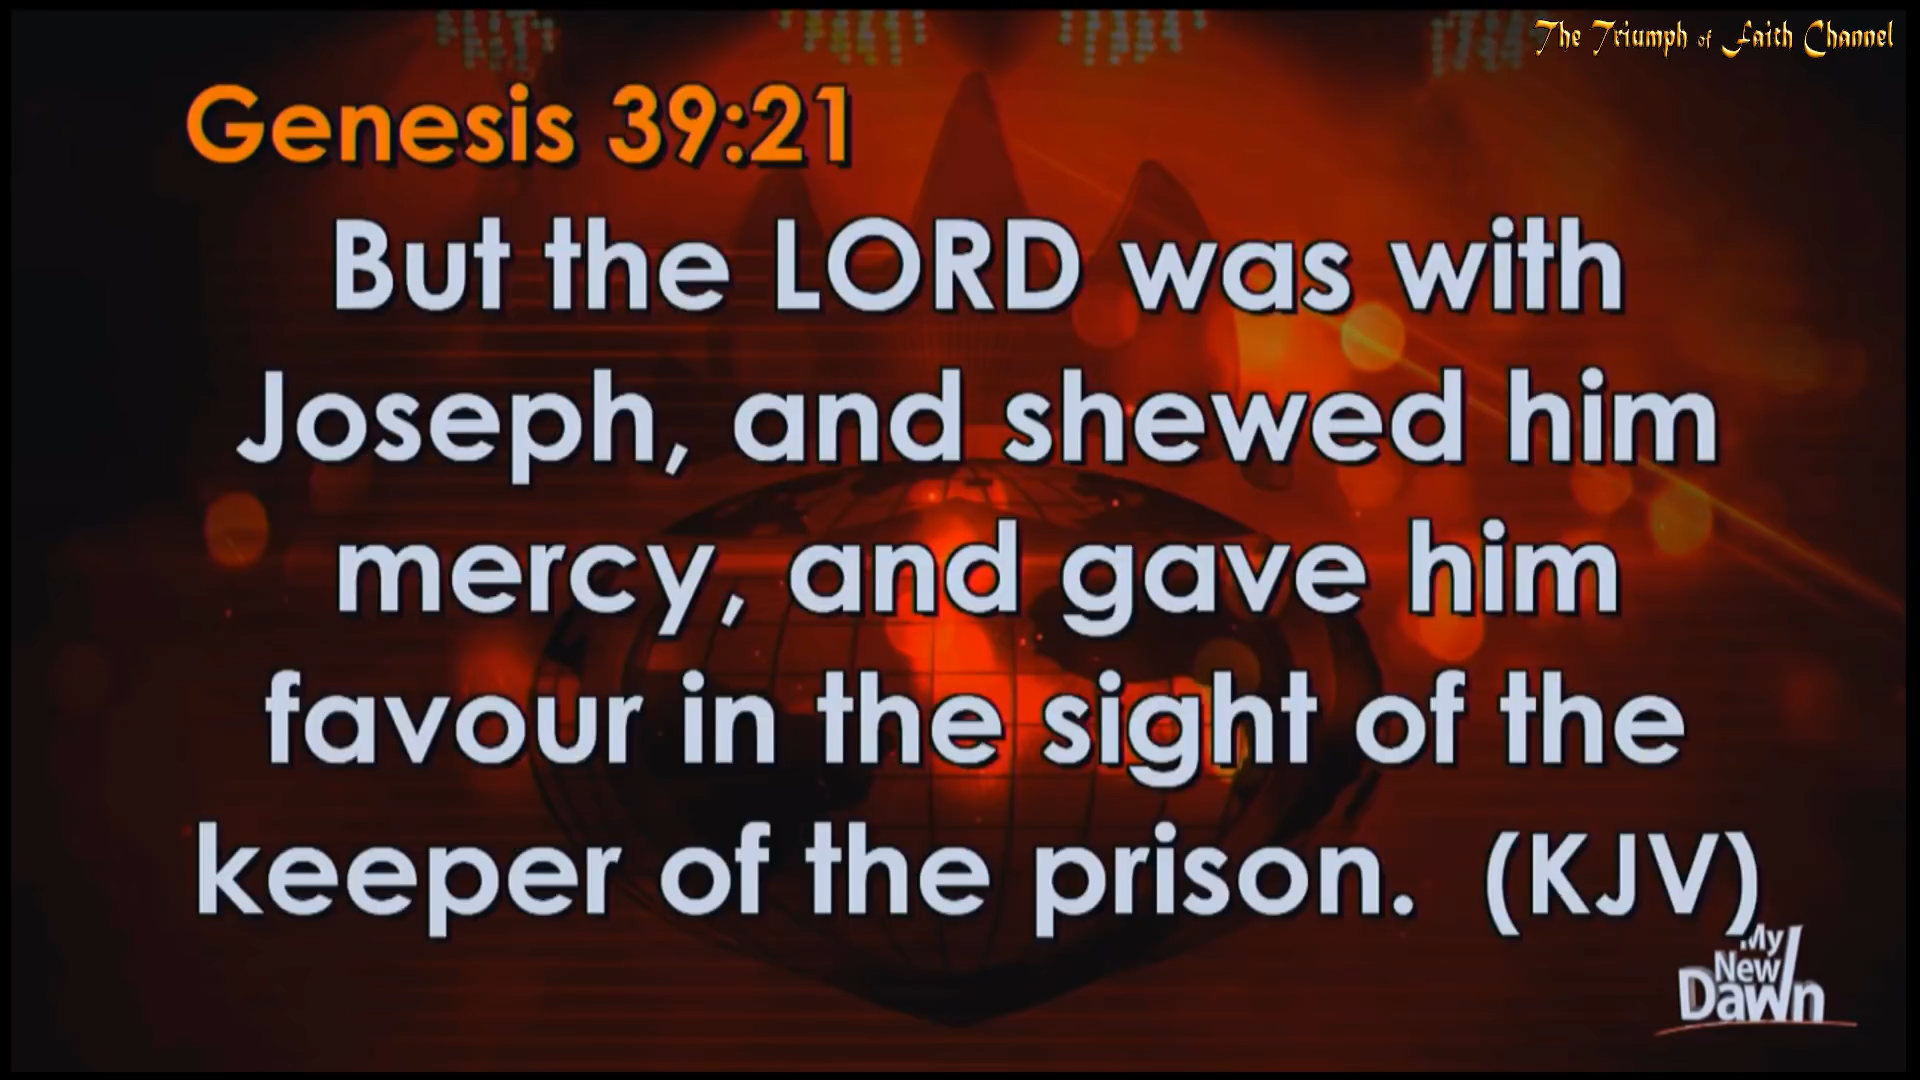 The Triumph of Faith Channel
Genesis 39:21
But the LORD was with
Joseph, and shewed him
mercy, and gave him
favour in the sight of the
keeper of the prison. (KJV)
My
New
Dawn